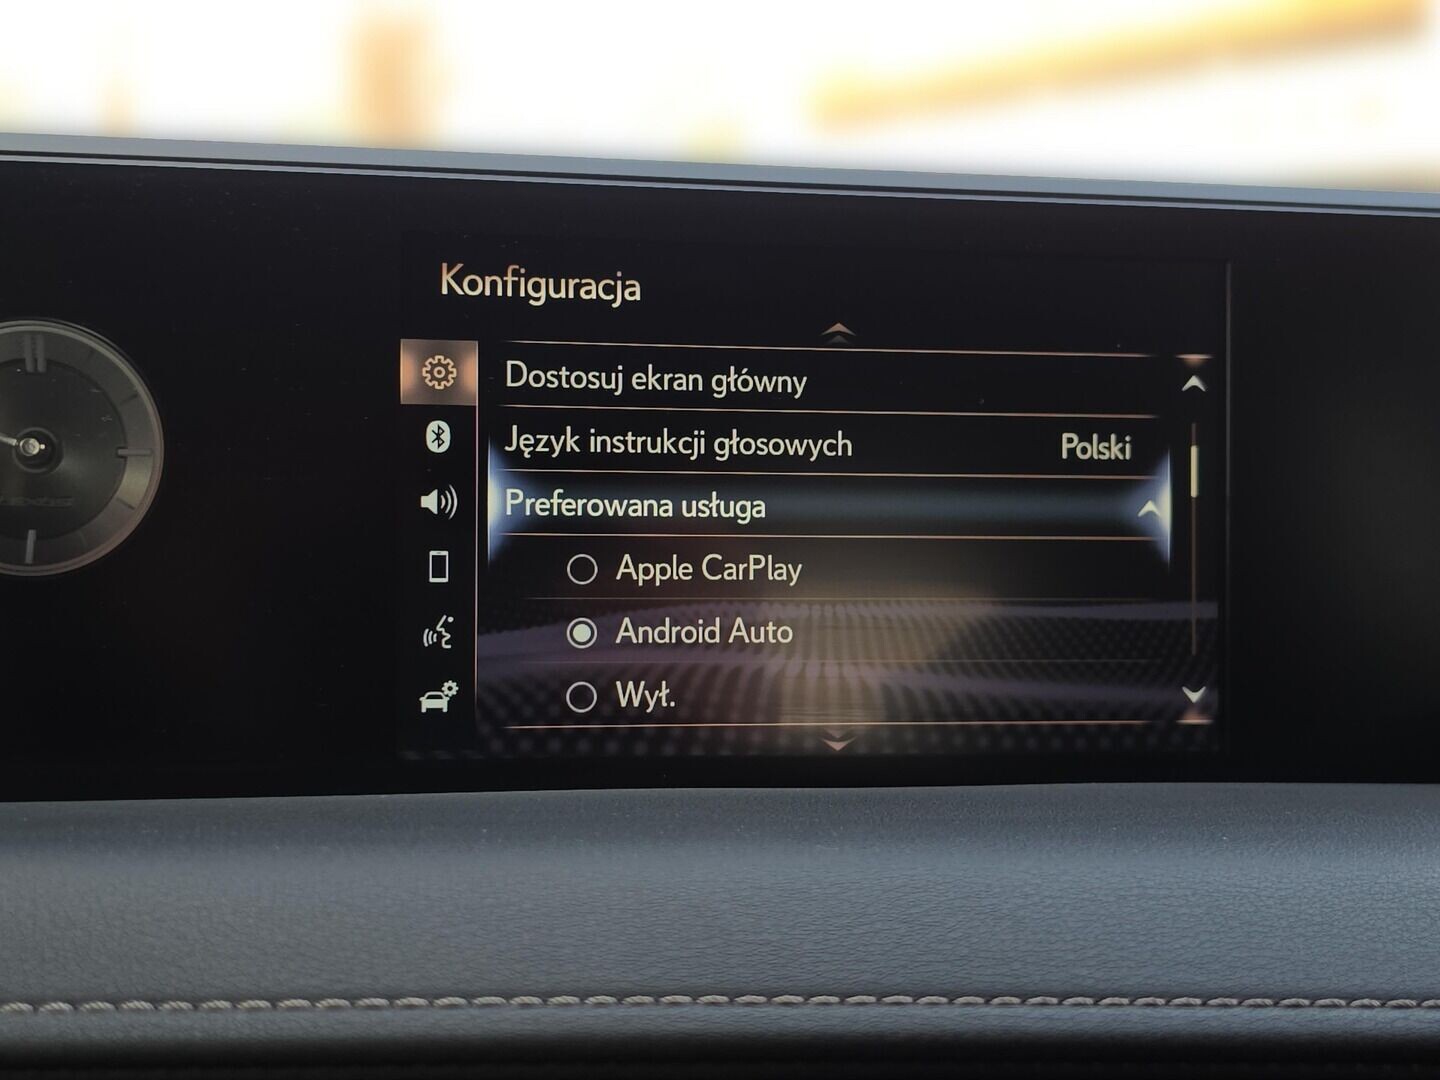 Konfiguracja
Dostosuj ekran główny
Język instrukcji głosowych Polski
Preferowana usługa
Apple CarPlay
Android Auto
Wył.